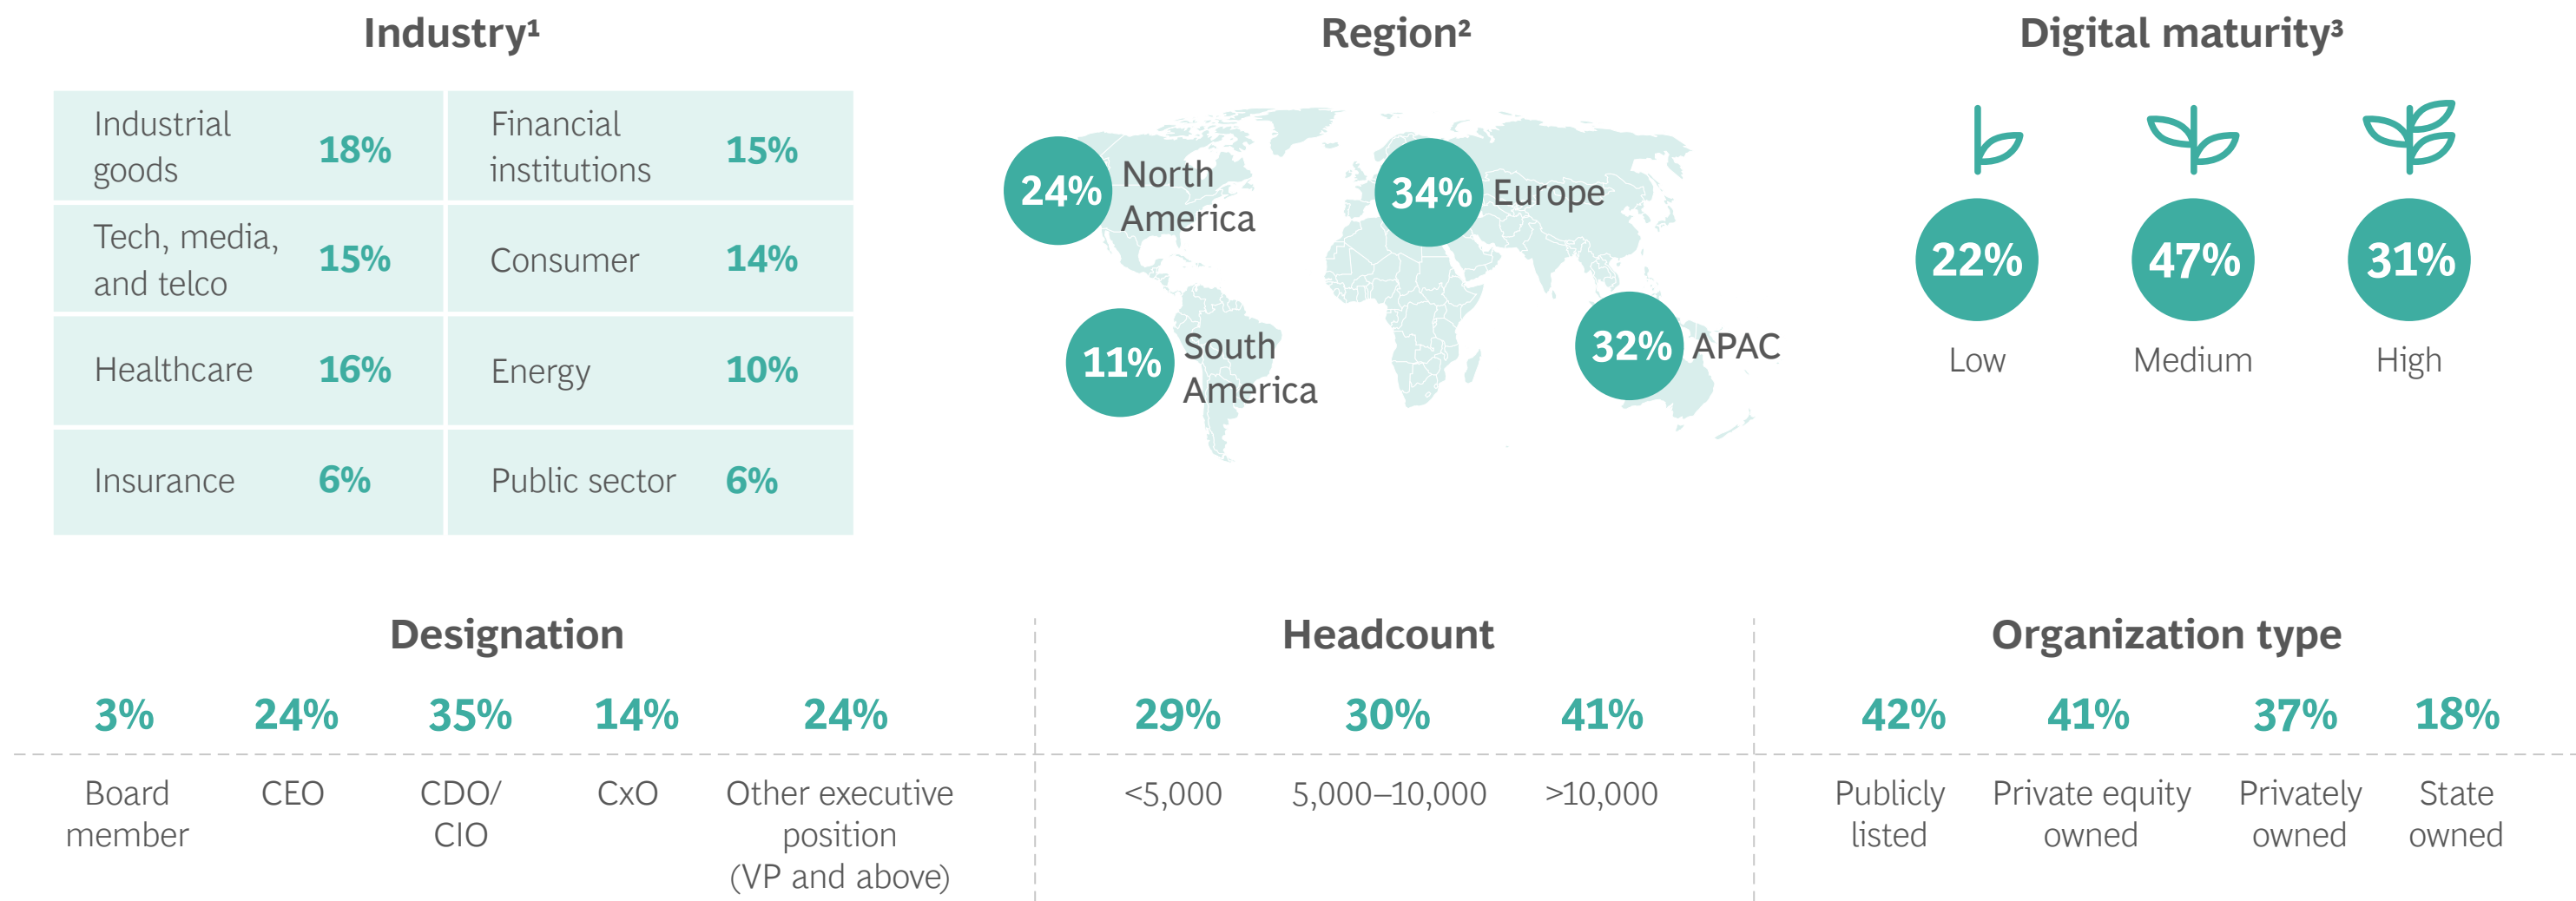 Industry¹
Industrial
goods
18%
Financial
institutions
15%
Tech, media,
and telco
15%
Consumer
14%
Healthcare
16%
Energy
10%
Insurance
6%
Public sector
6%
Region²
24%
North
America
34%
Europe
11%
South
America
32%
APAC
Digital maturity³
22%
47%
31%
Low
Medium
High
Designation
3%
24%
35%
14%
24%
Board
member
CEO
CDO/
CIO
CxO
Other executive
position
(VP and above)
Headcount
29%
30%
41%
<5,000
5,000–10,000
>10,000
Organization type
42%
41%
37%
18%
Publicly
listed
Private equity
owned
Privately
owned
State
owned